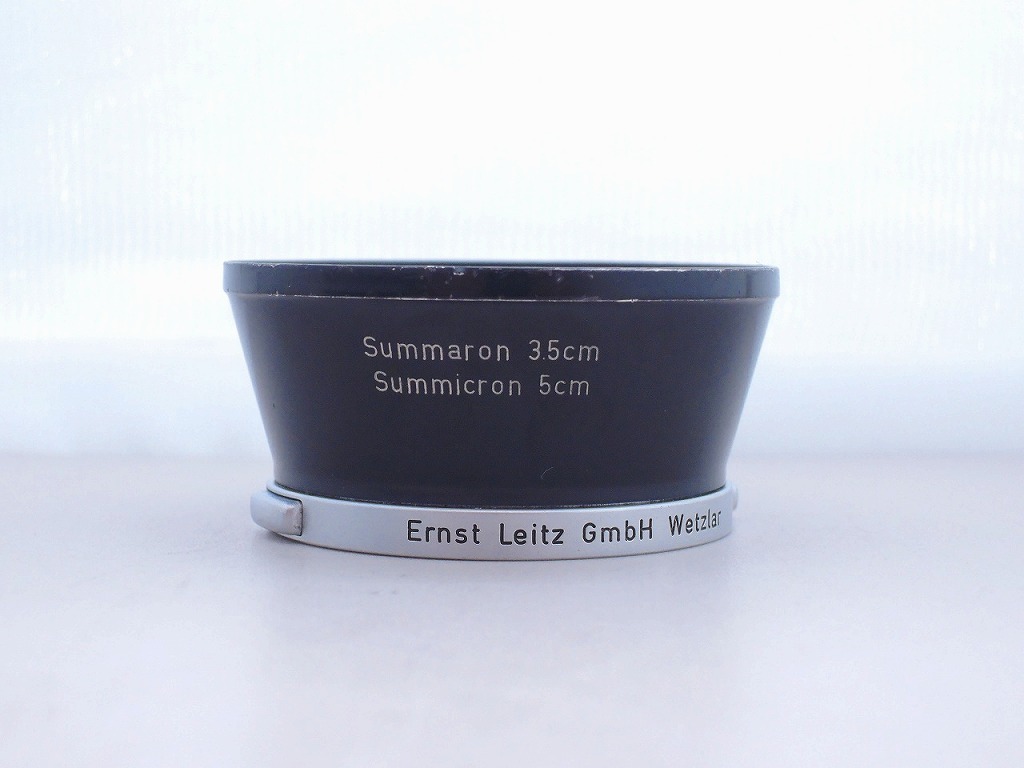 Summaron 3.5cm
Summicron 5cm
Ernst Leitz GmbH Wetzlar